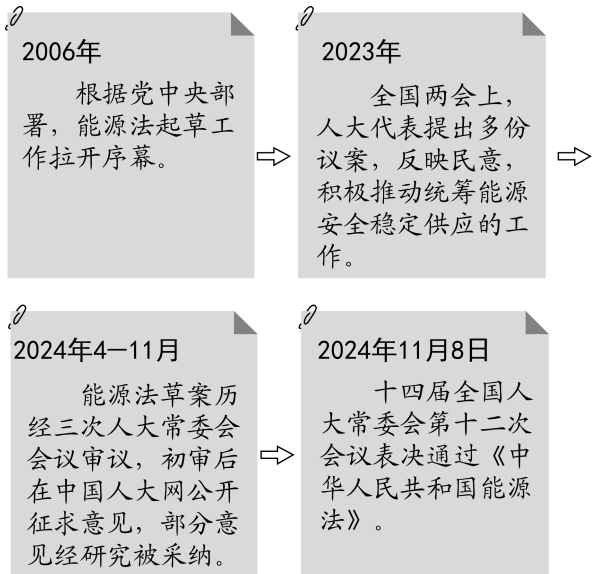 2006年
根据党中央部
署，能源法起草工
作拉开序幕。
2023年
全国两会上，
人大代表提出多份
议案，反映民意，
积极推动统筹能源
安全稳定供应的工
作。
2024年4—11月
能源法草案历
经三次人大常委会
会议审议，初审后
在中国人大网公开
征求意见，部分意
见经研究被采纳。
2024年11月8日
十四届全国人
大常委会第十二次
会议表决通过《中
华人民共和国能源
法》。